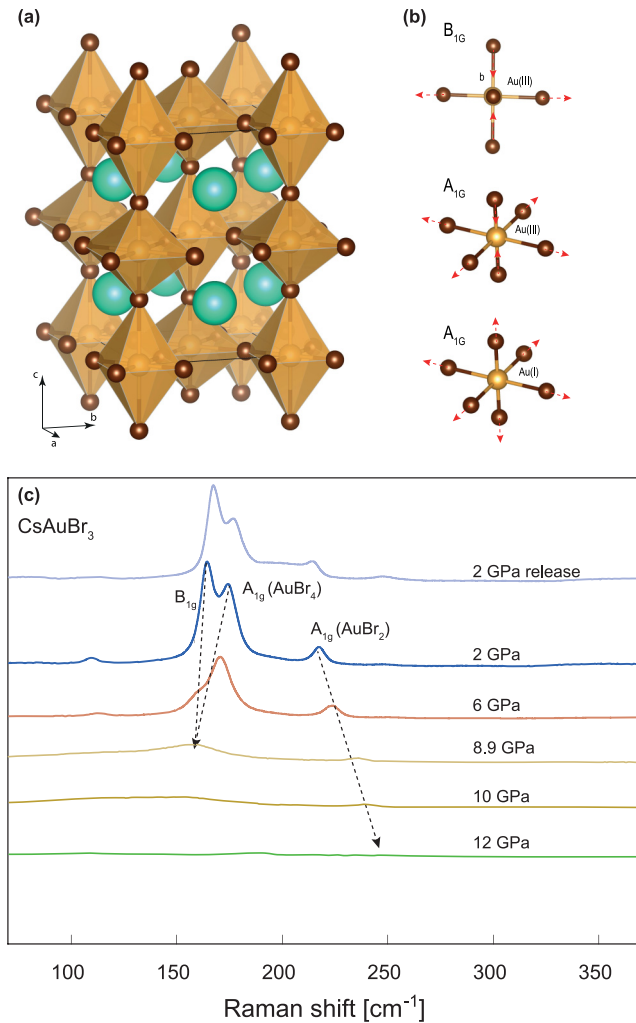 (a)
c
b
a
(b)
B1G
b
Au(III)
A1G
Au(III)
A1G
Au(I)
(c)
CsAuBr3
2 GPa release
B1g
A1g (AuBr4)
A1g (AuBr2)
2 GPa
6 GPa
8.9 GPa
10 GPa
12 GPa
100 150 200 250 300 350
Raman shift [cm-1]